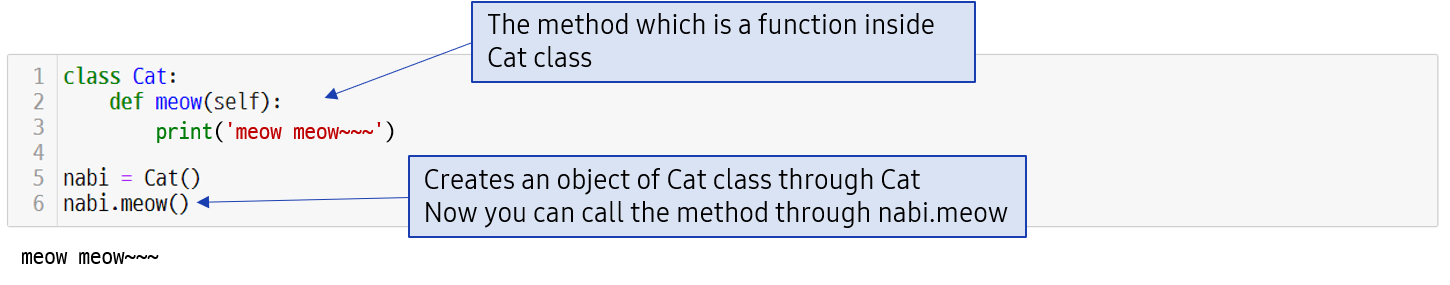 The method which is a function inside
Cat class
1 class Cat:
2     def meow(self):
3         print('meow meow~~~')
4
5 nabi = Cat()
6 nabi.meow()
Creates an object of Cat class through Cat
Now you can call the method through nabi.meow
meow meow~~~